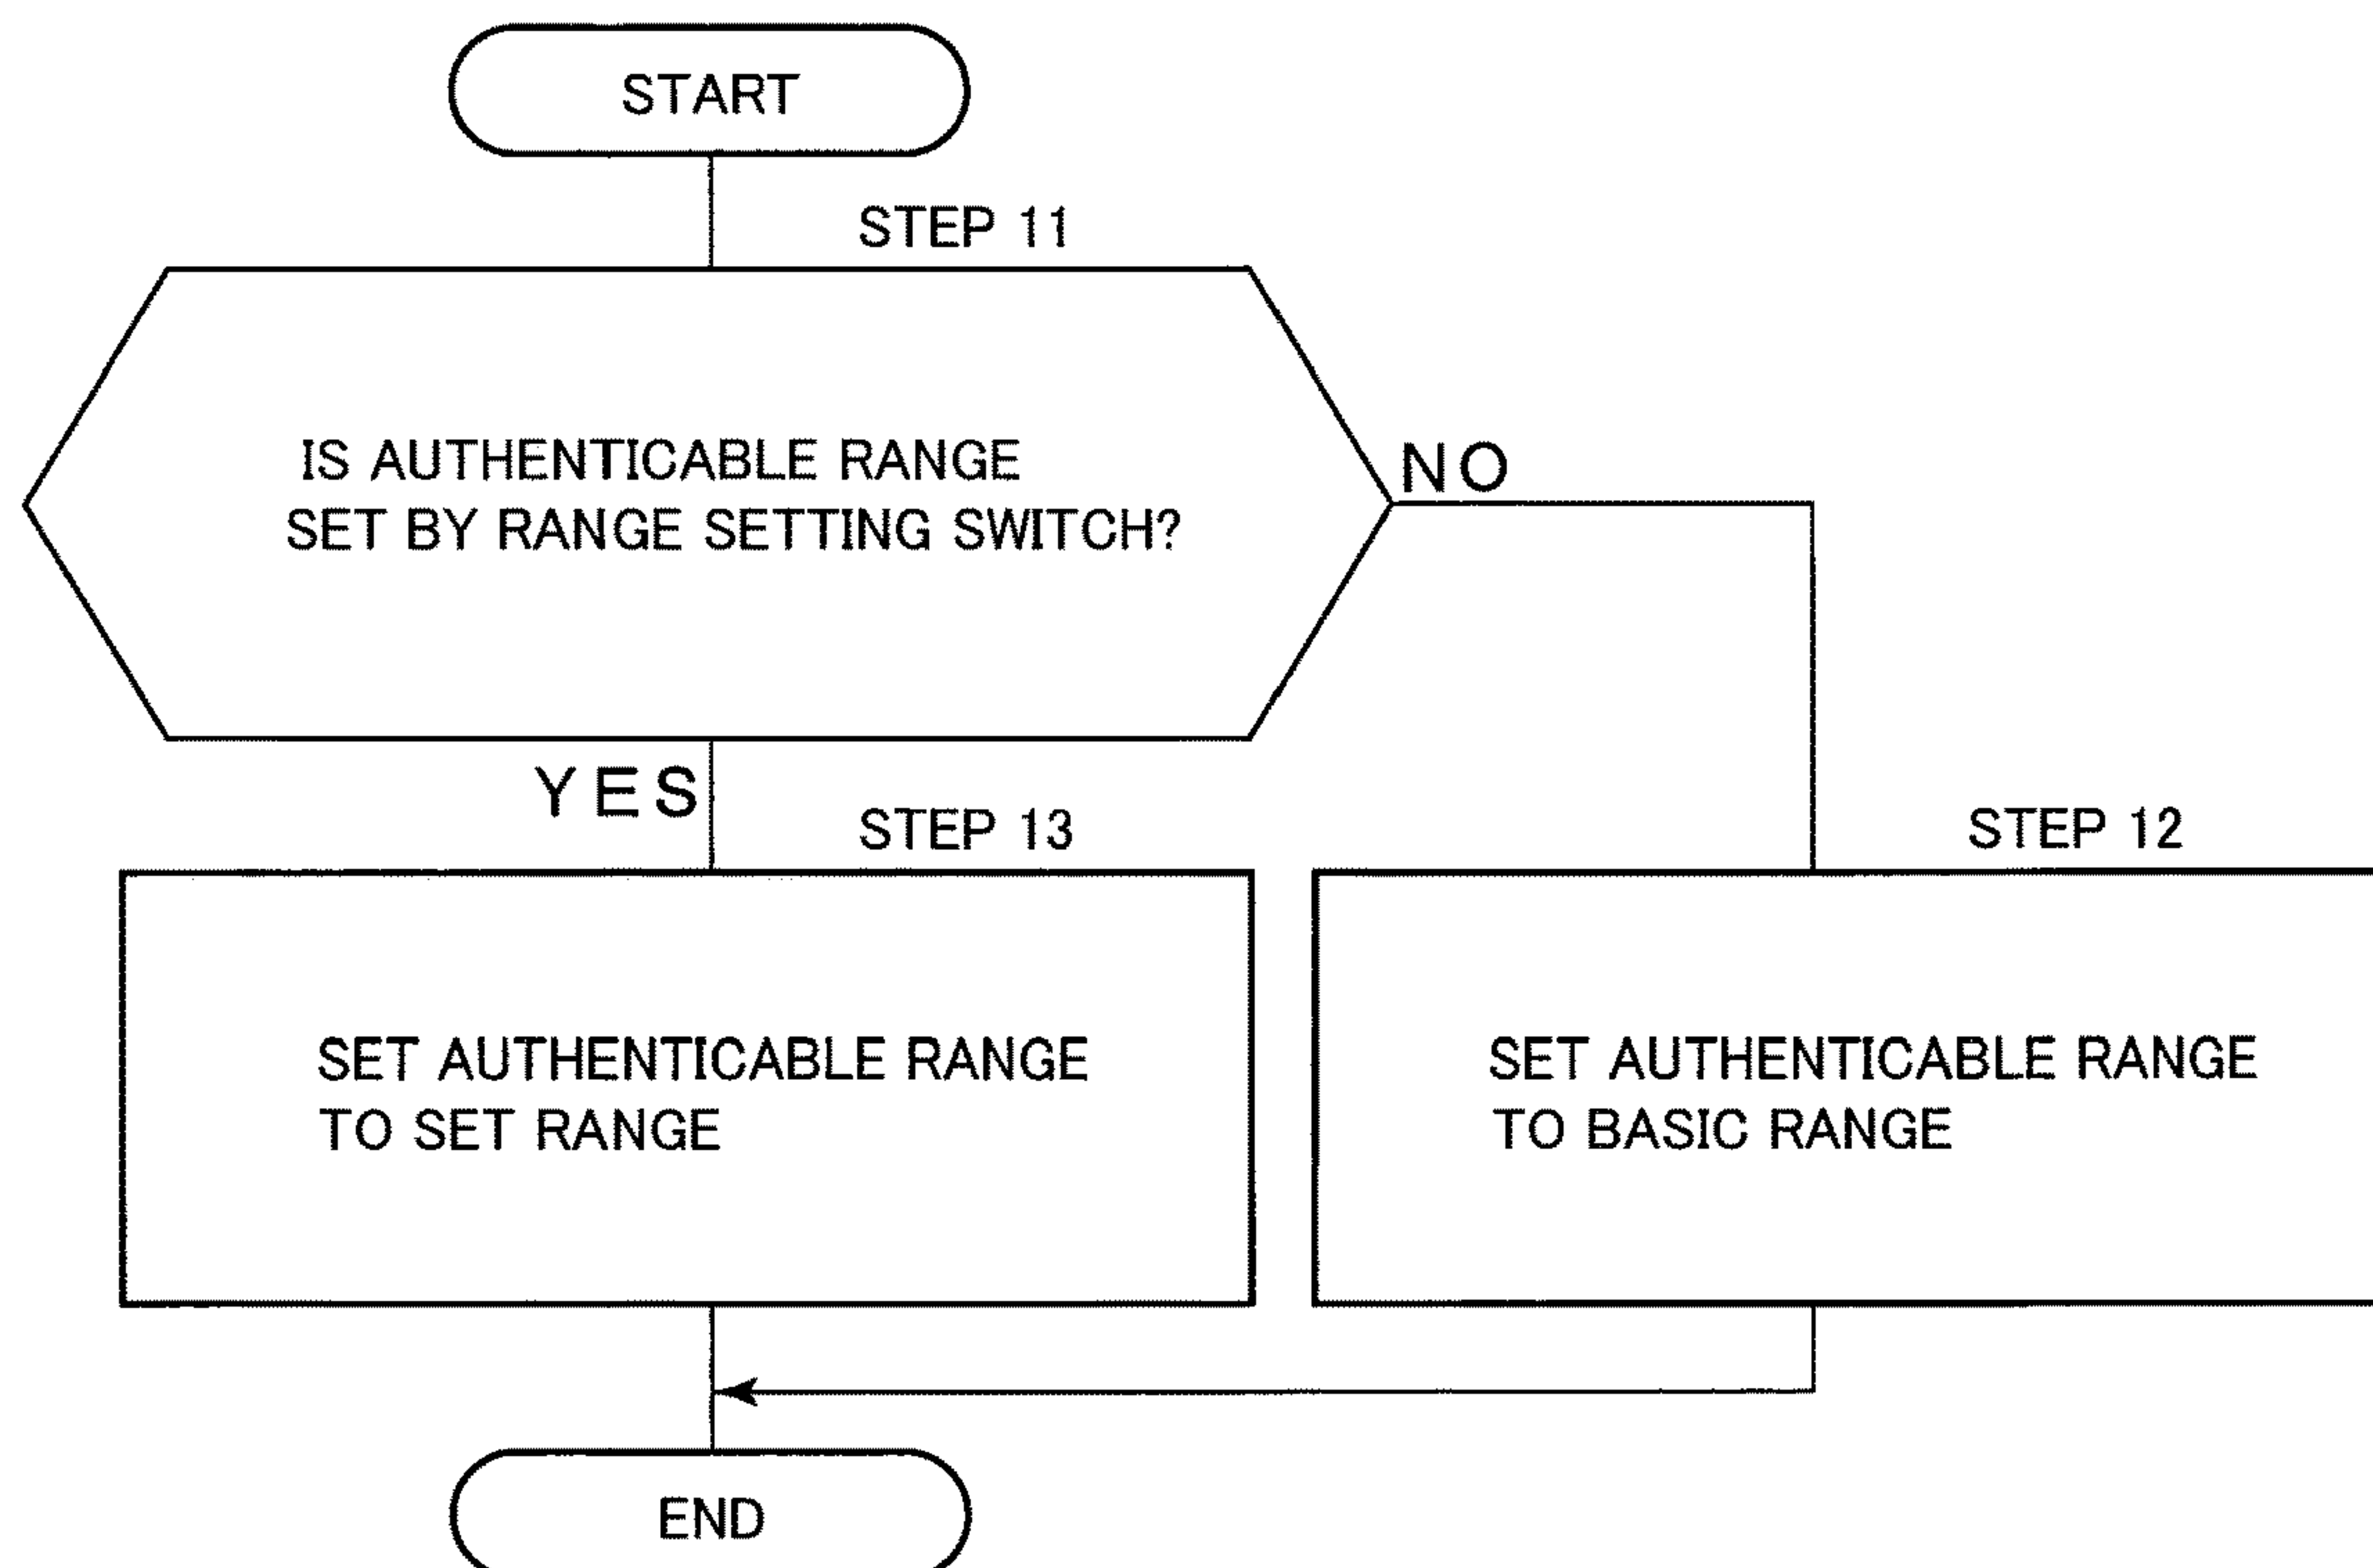 START
STEP 11
IS AUTHENTICABLE RANGE
SET BY RANGE SETTING SWITCH?
NO
YES
STEP 13
STEP 12
SET AUTHENTICABLE RANGE
TO SET RANGE
SET AUTHENTICABLE RANGE
TO BASIC RANGE
END